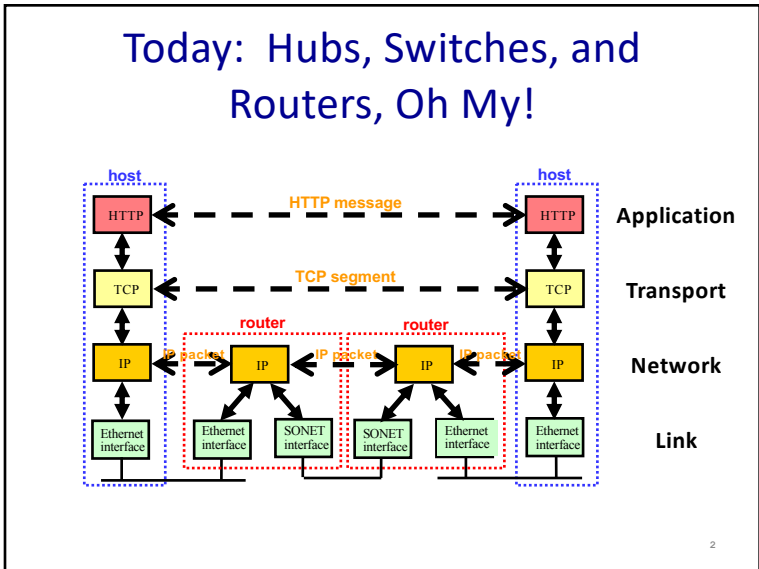 Today: Hubs, Switches, and
Routers, Oh My!
host
host
HTTP
HTTP message
HTTP
Application
TCP
TCP segment
TCP
Transport
router
router
IP
IP packet
IP
IP packet
IP
IP packet
IP
Network
Ethernet
interface
Ethernet
interface
SONET
interface
SONET
interface
Ethernet
interface
Ethernet
interface
Link
2